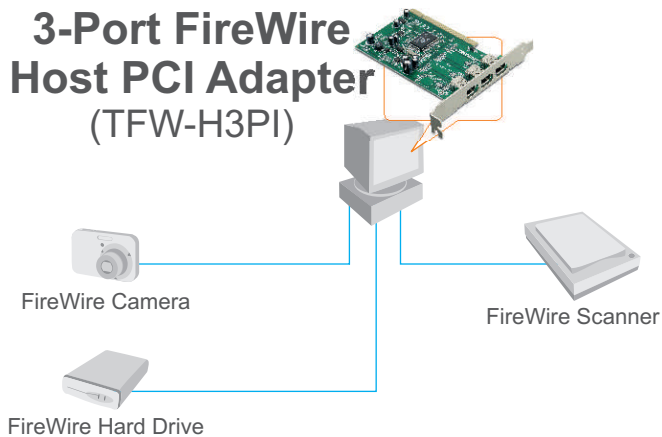 3-Port FireWire
Host PCI Adapter
(TFW-H3PI)
FireWire Camera
FireWire Scanner
FireWire Hard Drive